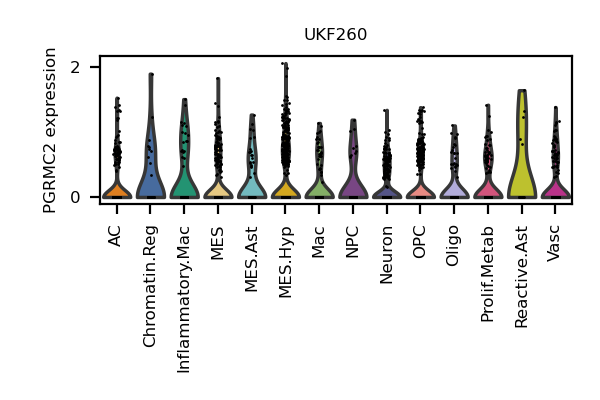 UKF260
PGRMC2 expression
2
0
AC
Chromatin.Reg
Inflammatory.Mac
MES
MES.Ast
MES.Hyp
Mac
NPC
Neuron
OPC
Oligo
Prolif.Metab
Reactive.Ast
Vasc